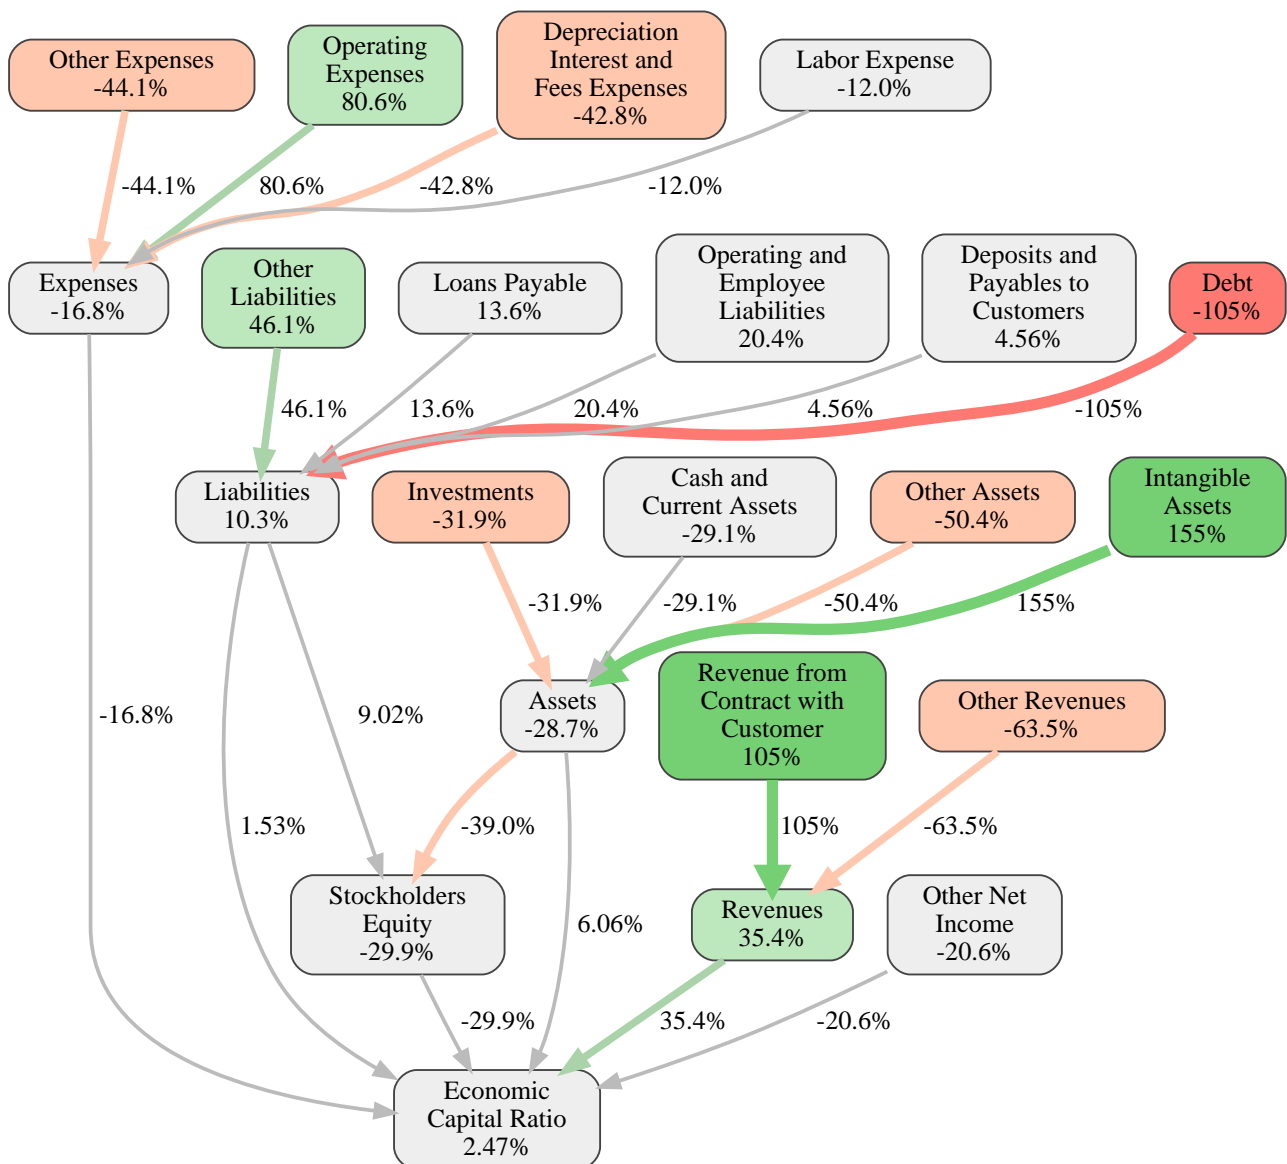 Other Expenses
-44.1%
Operating
Expenses
80.6%
Depreciation
Interest and
Fees Expenses
-42.8%
Labor Expense
-12.0%
-44.1%
80.6%
-42.8%
-12.0%
Expenses
-16.8%
Other
Liabilities
46.1%
Loans Payable
13.6%
Operating and
Employee
Liabilities
20.4%
Deposits and
Payables to
Customers
4.56%
Debt
-105%
46.1%
13.6%
20.4%
4.56%
-105%
Liabilities
10.3%
Investments
-31.9%
Cash and
Current Assets
-29.1%
Other Assets
-50.4%
Intangible
Assets
155%
-31.9%
-29.1%
-50.4%
155%
-16.8%
9.02%
Assets
-28.7%
Revenue from
Contract with
Customer
105%
Other Revenues
-63.5%
1.53%
-39.0%
105%
-63.5%
Stockholders
Equity
-29.9%
6.06%
Revenues
35.4%
Other Net
Income
-20.6%
-29.9%
35.4%
-20.6%
Economic
Capital Ratio
2.47%